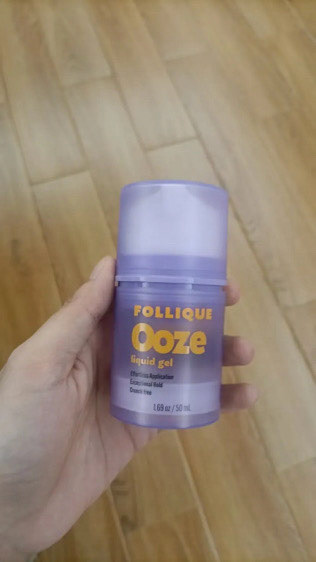 FOLLIQUE
Ooze
liquid gel
Effortless Application
Exceptional Hold
Crunch Free
1.69 oz / 50 mL